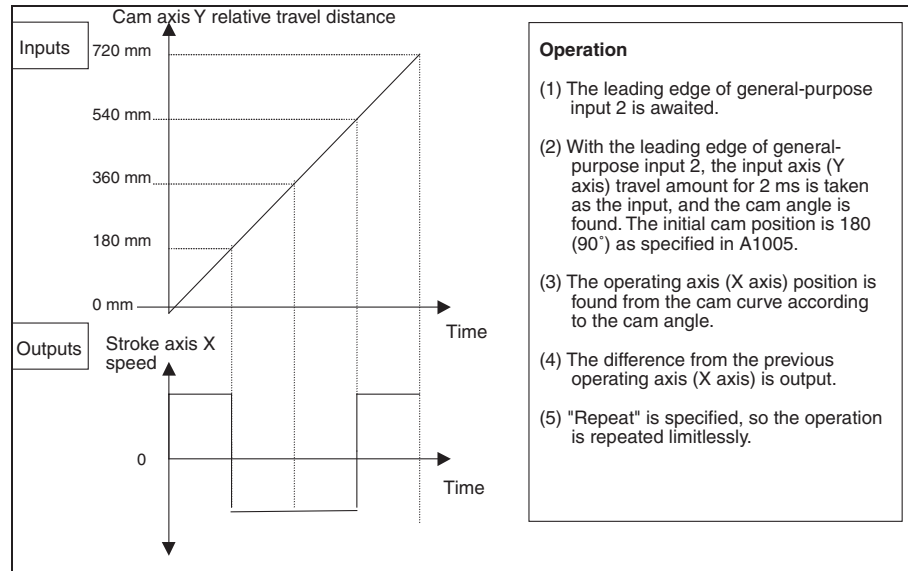 Cam axis Y relative travel distance
Inputs
720 mm
540 mm
360 mm
180 mm
0 mm
Time
Outputs
Stroke axis X
speed
0
Time
Operation
(1) The leading edge of general-purpose
input 2 is awaited.
(2) With the leading edge of general-
purpose input 2, the input axis (Y
axis) travel amount for 2 ms is taken
as the input, and the cam angle is
found. The initial cam position is 180
(90˚) as specified in A1005.
(3) The operating axis (X axis) position is
found from the cam curve according
to the cam angle.
(4) The difference from the previous
operating axis (X axis) is output.
(5) "Repeat" is specified, so the operation
is repeated limitlessly.